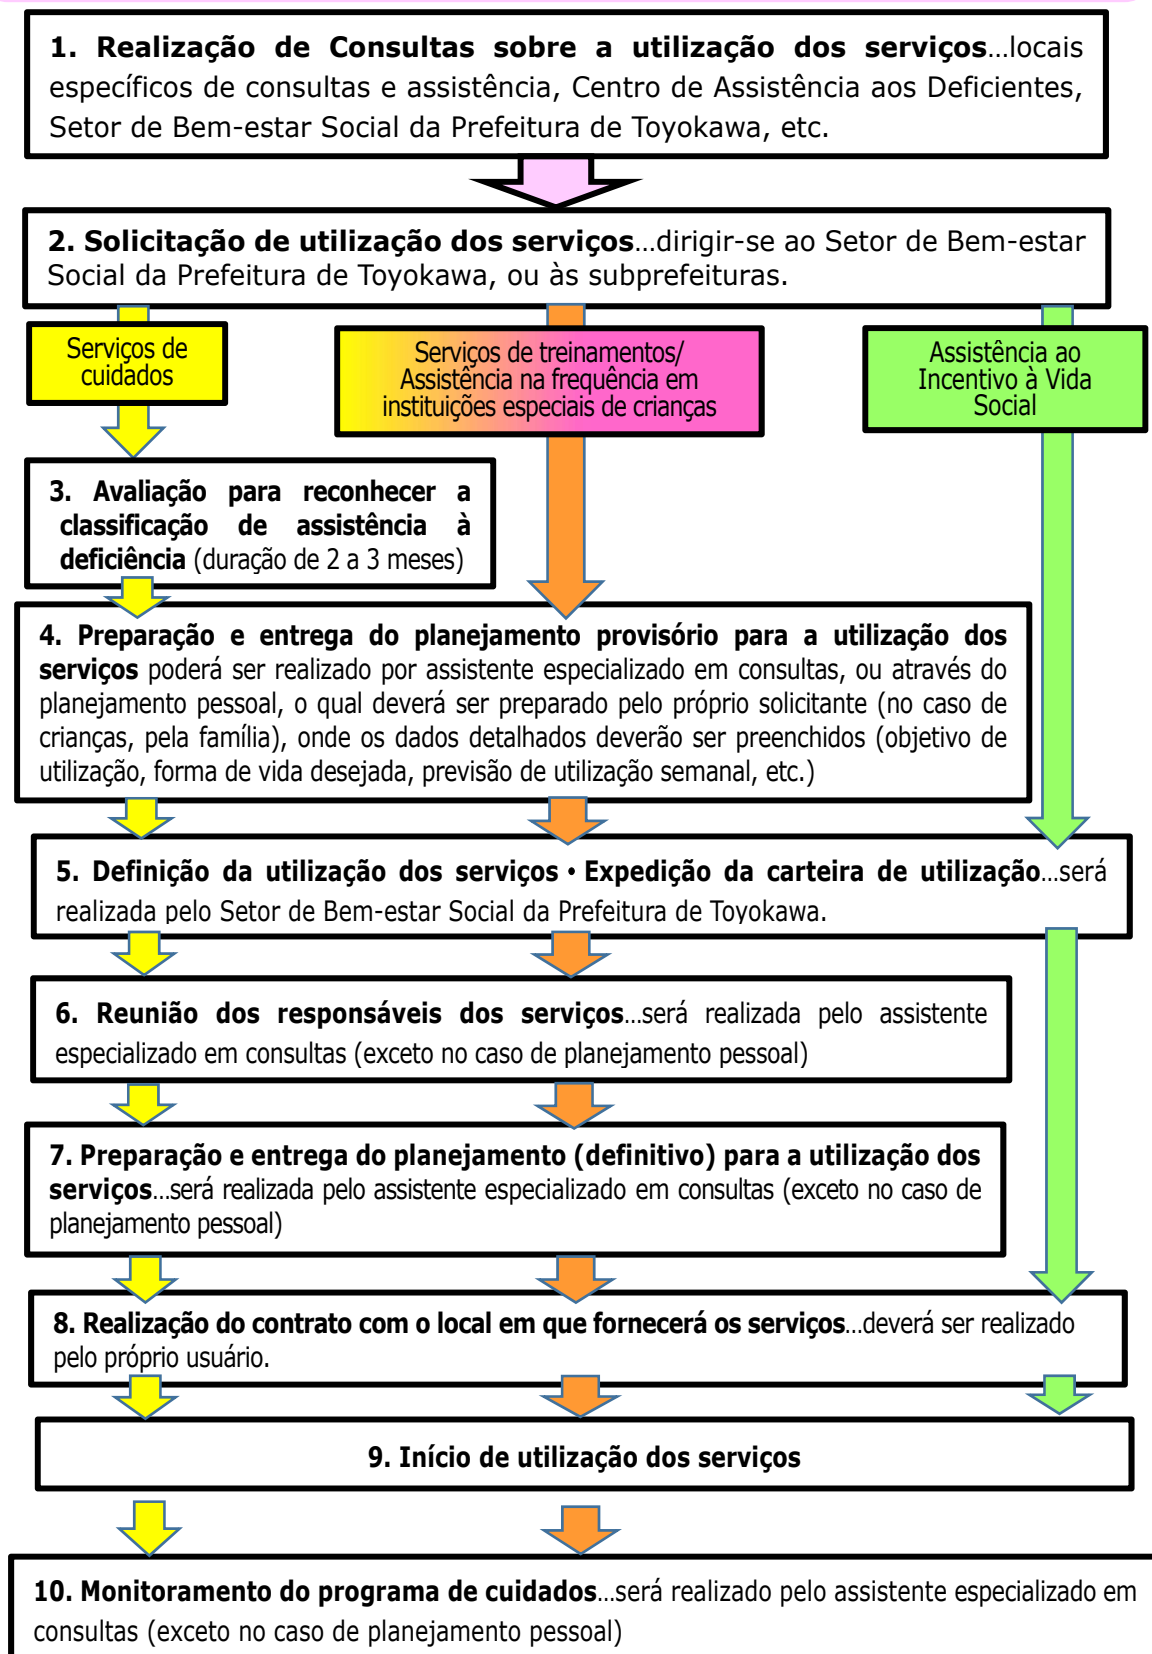 1. Realização de Consultas sobre a utilização dos serviços...locais
específicos de consultas e assistência, Centro de Assistência aos Deficientes,
Setor de Bem-estar Social da Prefeitura de Toyokawa, etc.
2. Solicitação de utilização dos serviços...dirigir-se ao Setor de Bem-estar
Social da Prefeitura de Toyokawa, ou às subprefeituras.
Serviços de
cuidados
Serviços de treinamentos/
Assistência na frequência em
instituições especiais de crianças
Assistência ao
Incentivo à Vida
Social
3. Avaliação para reconhecer a
classificação de assistência à
deficiência (duração de 2 a 3 meses)
4. Preparação e entrega do planejamento provisório para a utilização dos
serviços poderá ser realizado por assistente especializado em consultas, ou através do
planejamento pessoal, o qual deverá ser preparado pelo próprio solicitante (no caso de
crianças, pela família), onde os dados detalhados deverão ser preenchidos (objetivo de
utilização, forma de vida desejada, previsão de utilização semanal, etc.)
5. Definição da utilização dos serviços・Expedição da carteira de utilização...será
realizada pelo Setor de Bem-estar Social da Prefeitura de Toyokawa.
6. Reunião dos responsáveis dos serviços...será realizada pelo assistente
especializado em consultas (exceto no caso de planejamento pessoal)
7. Preparação e entrega do planejamento (definitivo) para a utilização dos
serviços...será realizada pelo assistente especializado em consultas (exceto no caso de
planejamento pessoal)
8. Realização do contrato com o local em que fornecerá os serviços...deverá ser realizado
pelo próprio usuário.
9. Início de utilização dos serviços
10. Monitoramento do programa de cuidados...será realizado pelo assistente especializado em
consultas (exceto no caso de planejamento pessoal)